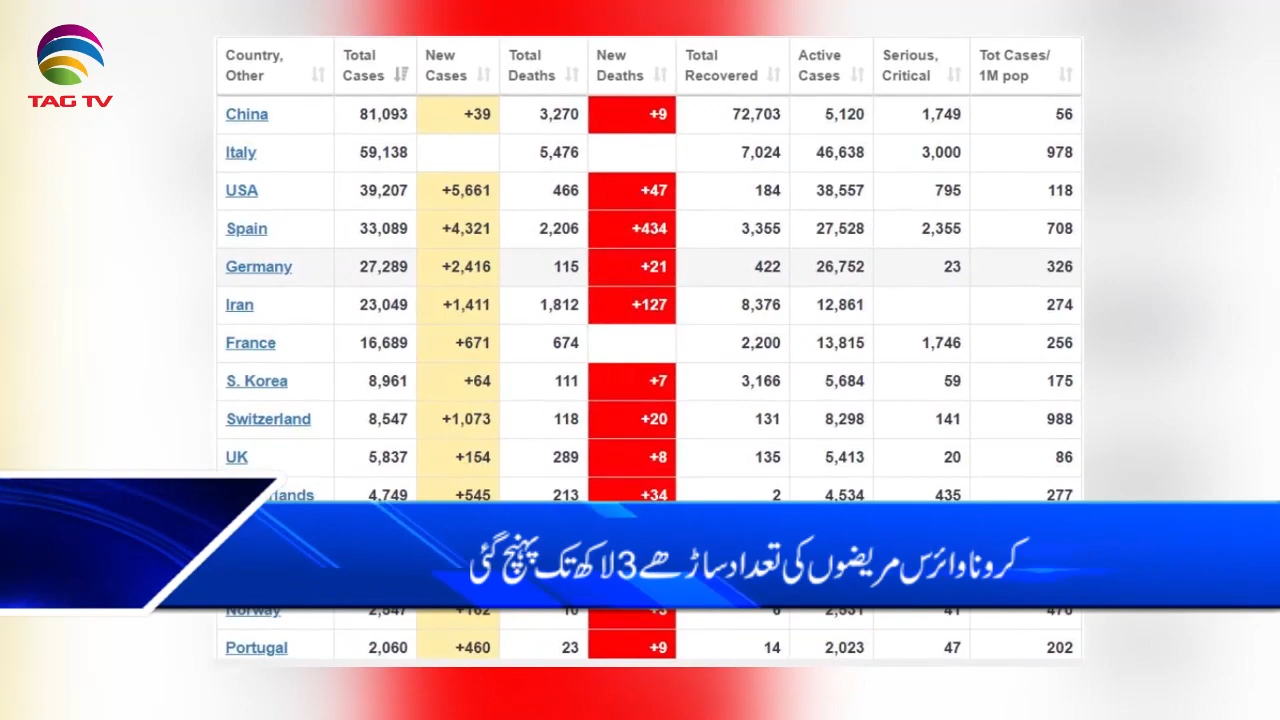 TAG TV
Country, Other Total Cases New Cases Total Deaths New Deaths Total Recovered Active Cases Serious, Critical Tot Cases/ 1M pop
China 81,093 +39 3,270 +9 72,703 5,120 1,749 56
Italy 59,138 5,476 7,024 46,638 3,000 978
USA 39,207 +5,661 466 +47 184 38,557 795 118
Spain 33,089 +4,321 2,206 +434 3,355 27,528 2,355 708
Germany 27,289 +2,416 115 +21 422 26,752 23 326
Iran 23,049 +1,411 1,812 +127 8,376 12,861 274
France 16,689 +671 674 2,200 13,815 1,746 256
S. Korea 8,961 +64 111 +7 3,166 5,684 59 175
Switzerland 8,547 +1,073 118 +20 131 8,298 141 988
UK 5,837 +154 289 +8 135 5,413 20 86
4,749 +545 213 +34 2 4,534 435 277
کرونا وائرس مریضوں کی تعداد ساڑھے 3 لاکھ تک پہنچ گئی
Norway
Portugal 2,060 +460 23 +9 14 2,023 47 202